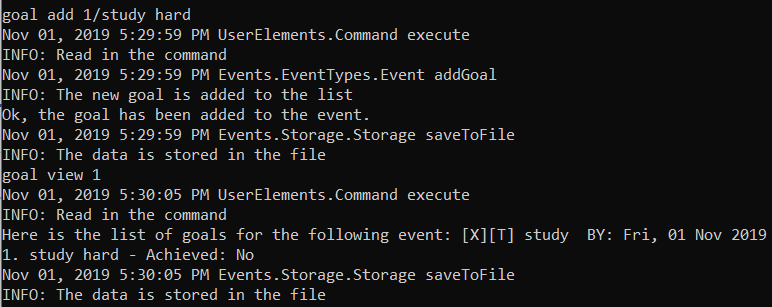 goal add 1/study hard
Nov 01, 2019 5:29:59 PM UserElements.Command execute
INFO: Read in the command
Nov 01, 2019 5:29:59 PM Events.EventTypes.Event addGoal
INFO: The new goal is added to the list
Ok, the goal has been added to the event.
Nov 01, 2019 5:29:59 PM Events.Storage.Storage saveToFile
INFO: The data is stored in the file
goal view 1
Nov 01, 2019 5:30:05 PM UserElements.Command execute
INFO: Read in the command
Here is the list of goals for the following event: [X][T] study  BY: Fri, 01 Nov 2019
1. study hard - Achieved: No
Nov 01, 2019 5:30:05 PM Events.Storage.Storage saveToFile
INFO: The data is stored in the file